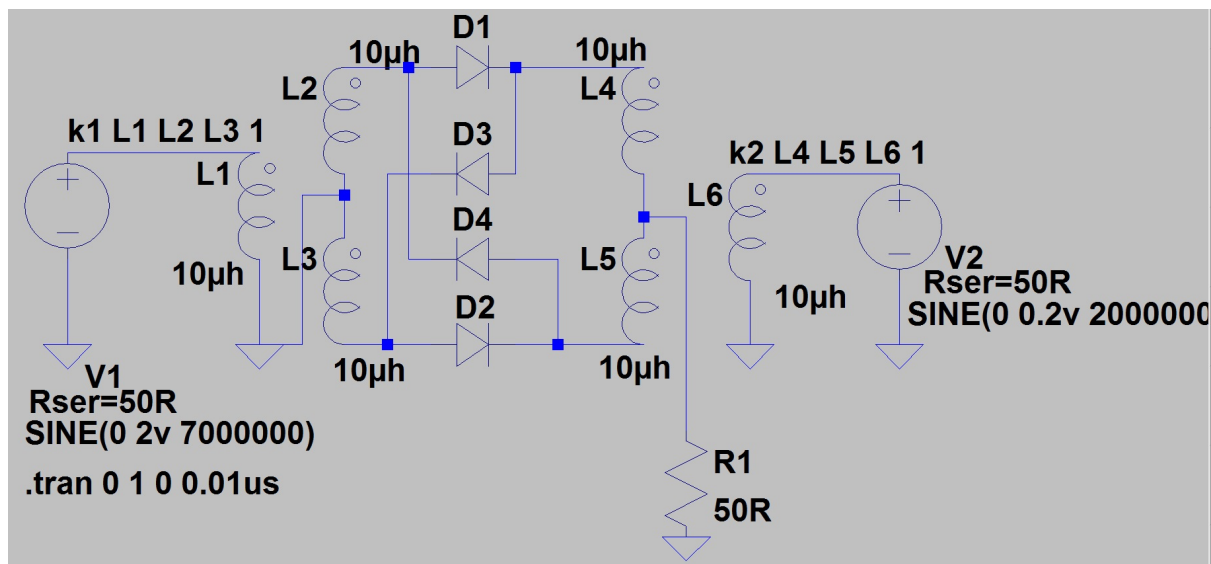 D1
10µh
10µh
L2
L4
k1 L1 L2 L3 1
D3
k2 L4 L5 L6 1
L1
L6
D4
L3
L5
10µh
V2
D2
10µh
Rser=50R
SINE(0 0.2v 2000000
10µh
10µh
V1
Rser=50R
SINE(0 2v 7000000)
R1
.tran 0 1 0 0.01us
50R